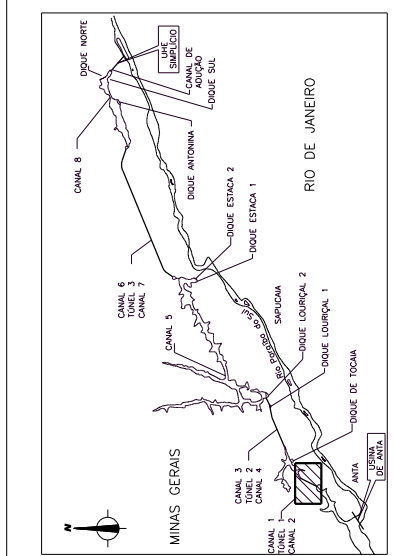 DIQUE NORTE
UHE
SIMPLÍCIO
CANAL DE
ADUÇÃO
DIQUE SUL
CANAL 8
DIQUE ANTONINA
RIO DE JANEIRO
CANAL 6
TÚNEL 3
CANAL 7
DIQUE ESTACA 2
DIQUE ESTACA 1
CANAL 5
Rio Paraíba do Sul
SAPUCAIA
DIQUE LOURIÇAL 2
DIQUE LOURIÇAL 1
DIQUE DE TOCAIA
MINAS GERAIS
CANAL 3
TÚNEL 2
CANAL 4
CANAL 1
TÚNEL 1
CANAL 2
ANTA
USINA
DE ANTA
N